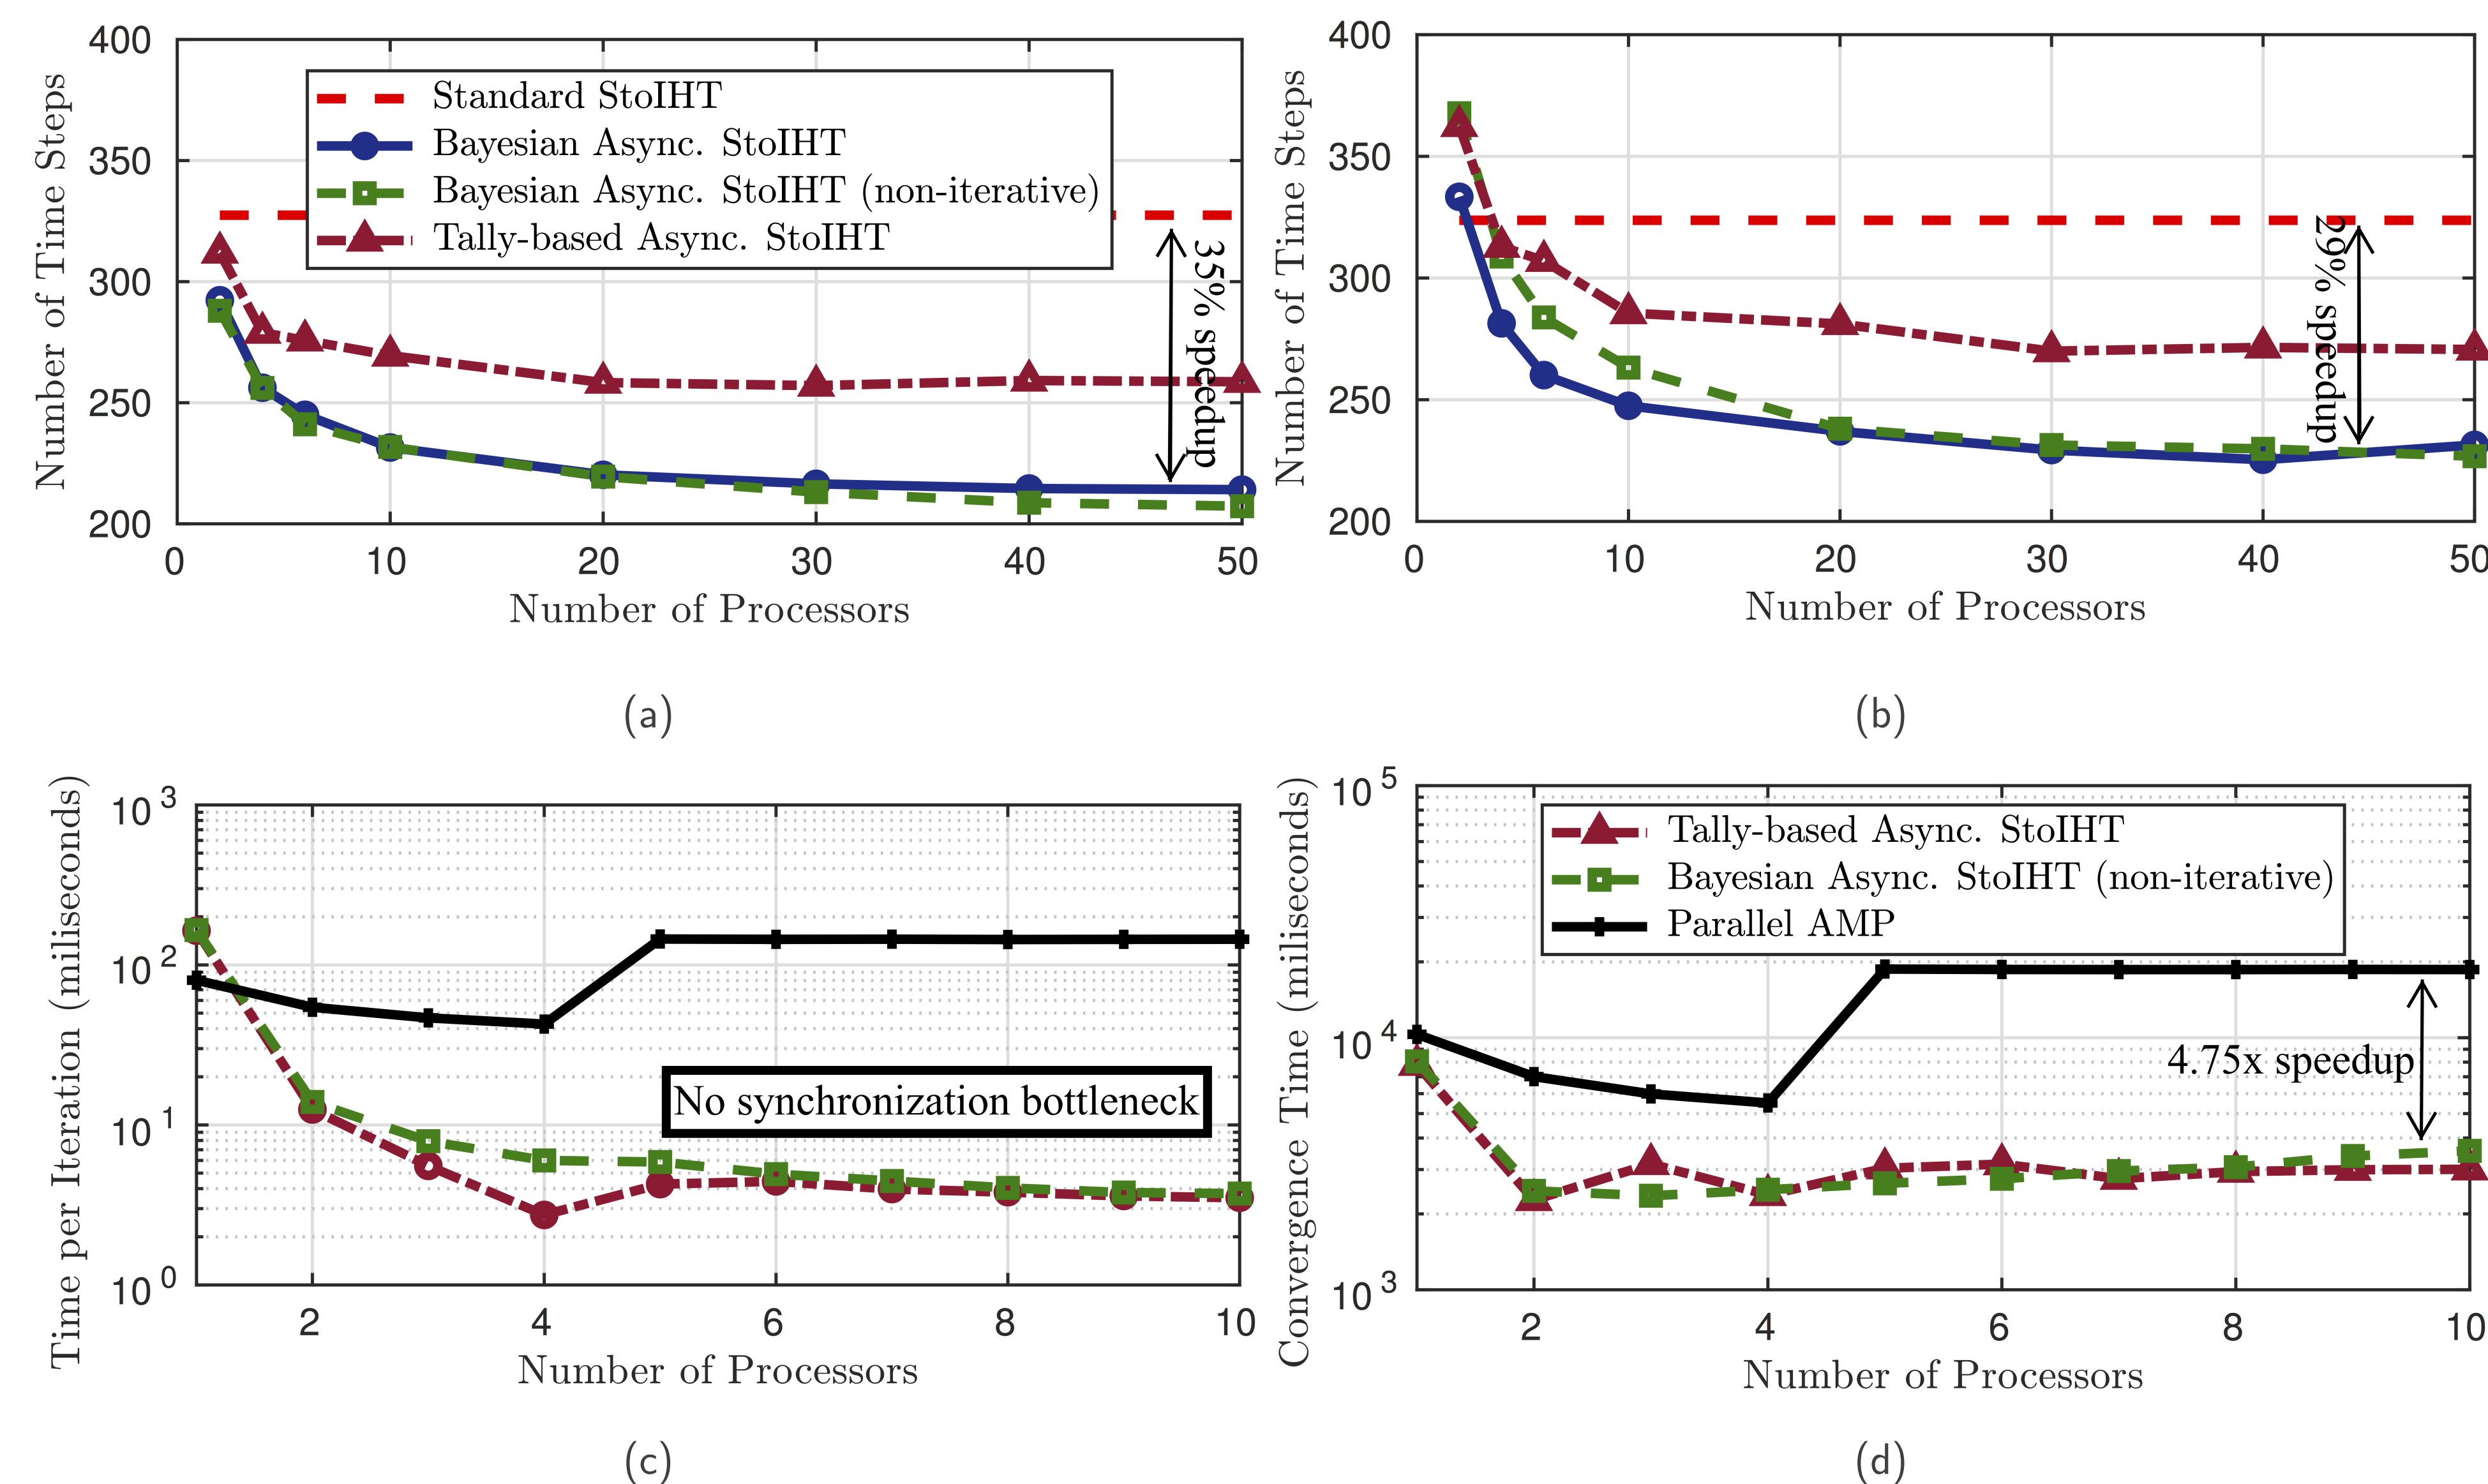 400
350
300
250
200
0
10
20
30
40
50
Number of Time Steps
Number of Processors
Standard StoIHT
Bayesian Async. StoIHT
Bayesian Async. StoIHT (non-iterative)
Tally-based Async. StoIHT
35% speedup
(a)
400
350
300
250
200
0
10
20
30
40
50
Number of Time Steps
Number of Processors
29% speedup
(b)
10^3
10^2
10^1
10^0
2
4
6
8
10
Time per Iteration (miliseconds)
Number of Processors
No synchronization bottleneck
(c)
10^5
10^4
10^3
2
4
6
8
10
Convergence Time (miliseconds)
Number of Processors
Tally-based Async. StoIHT
Bayesian Async. StoIHT (non-iterative)
Parallel AMP
4.75x speedup
(d)